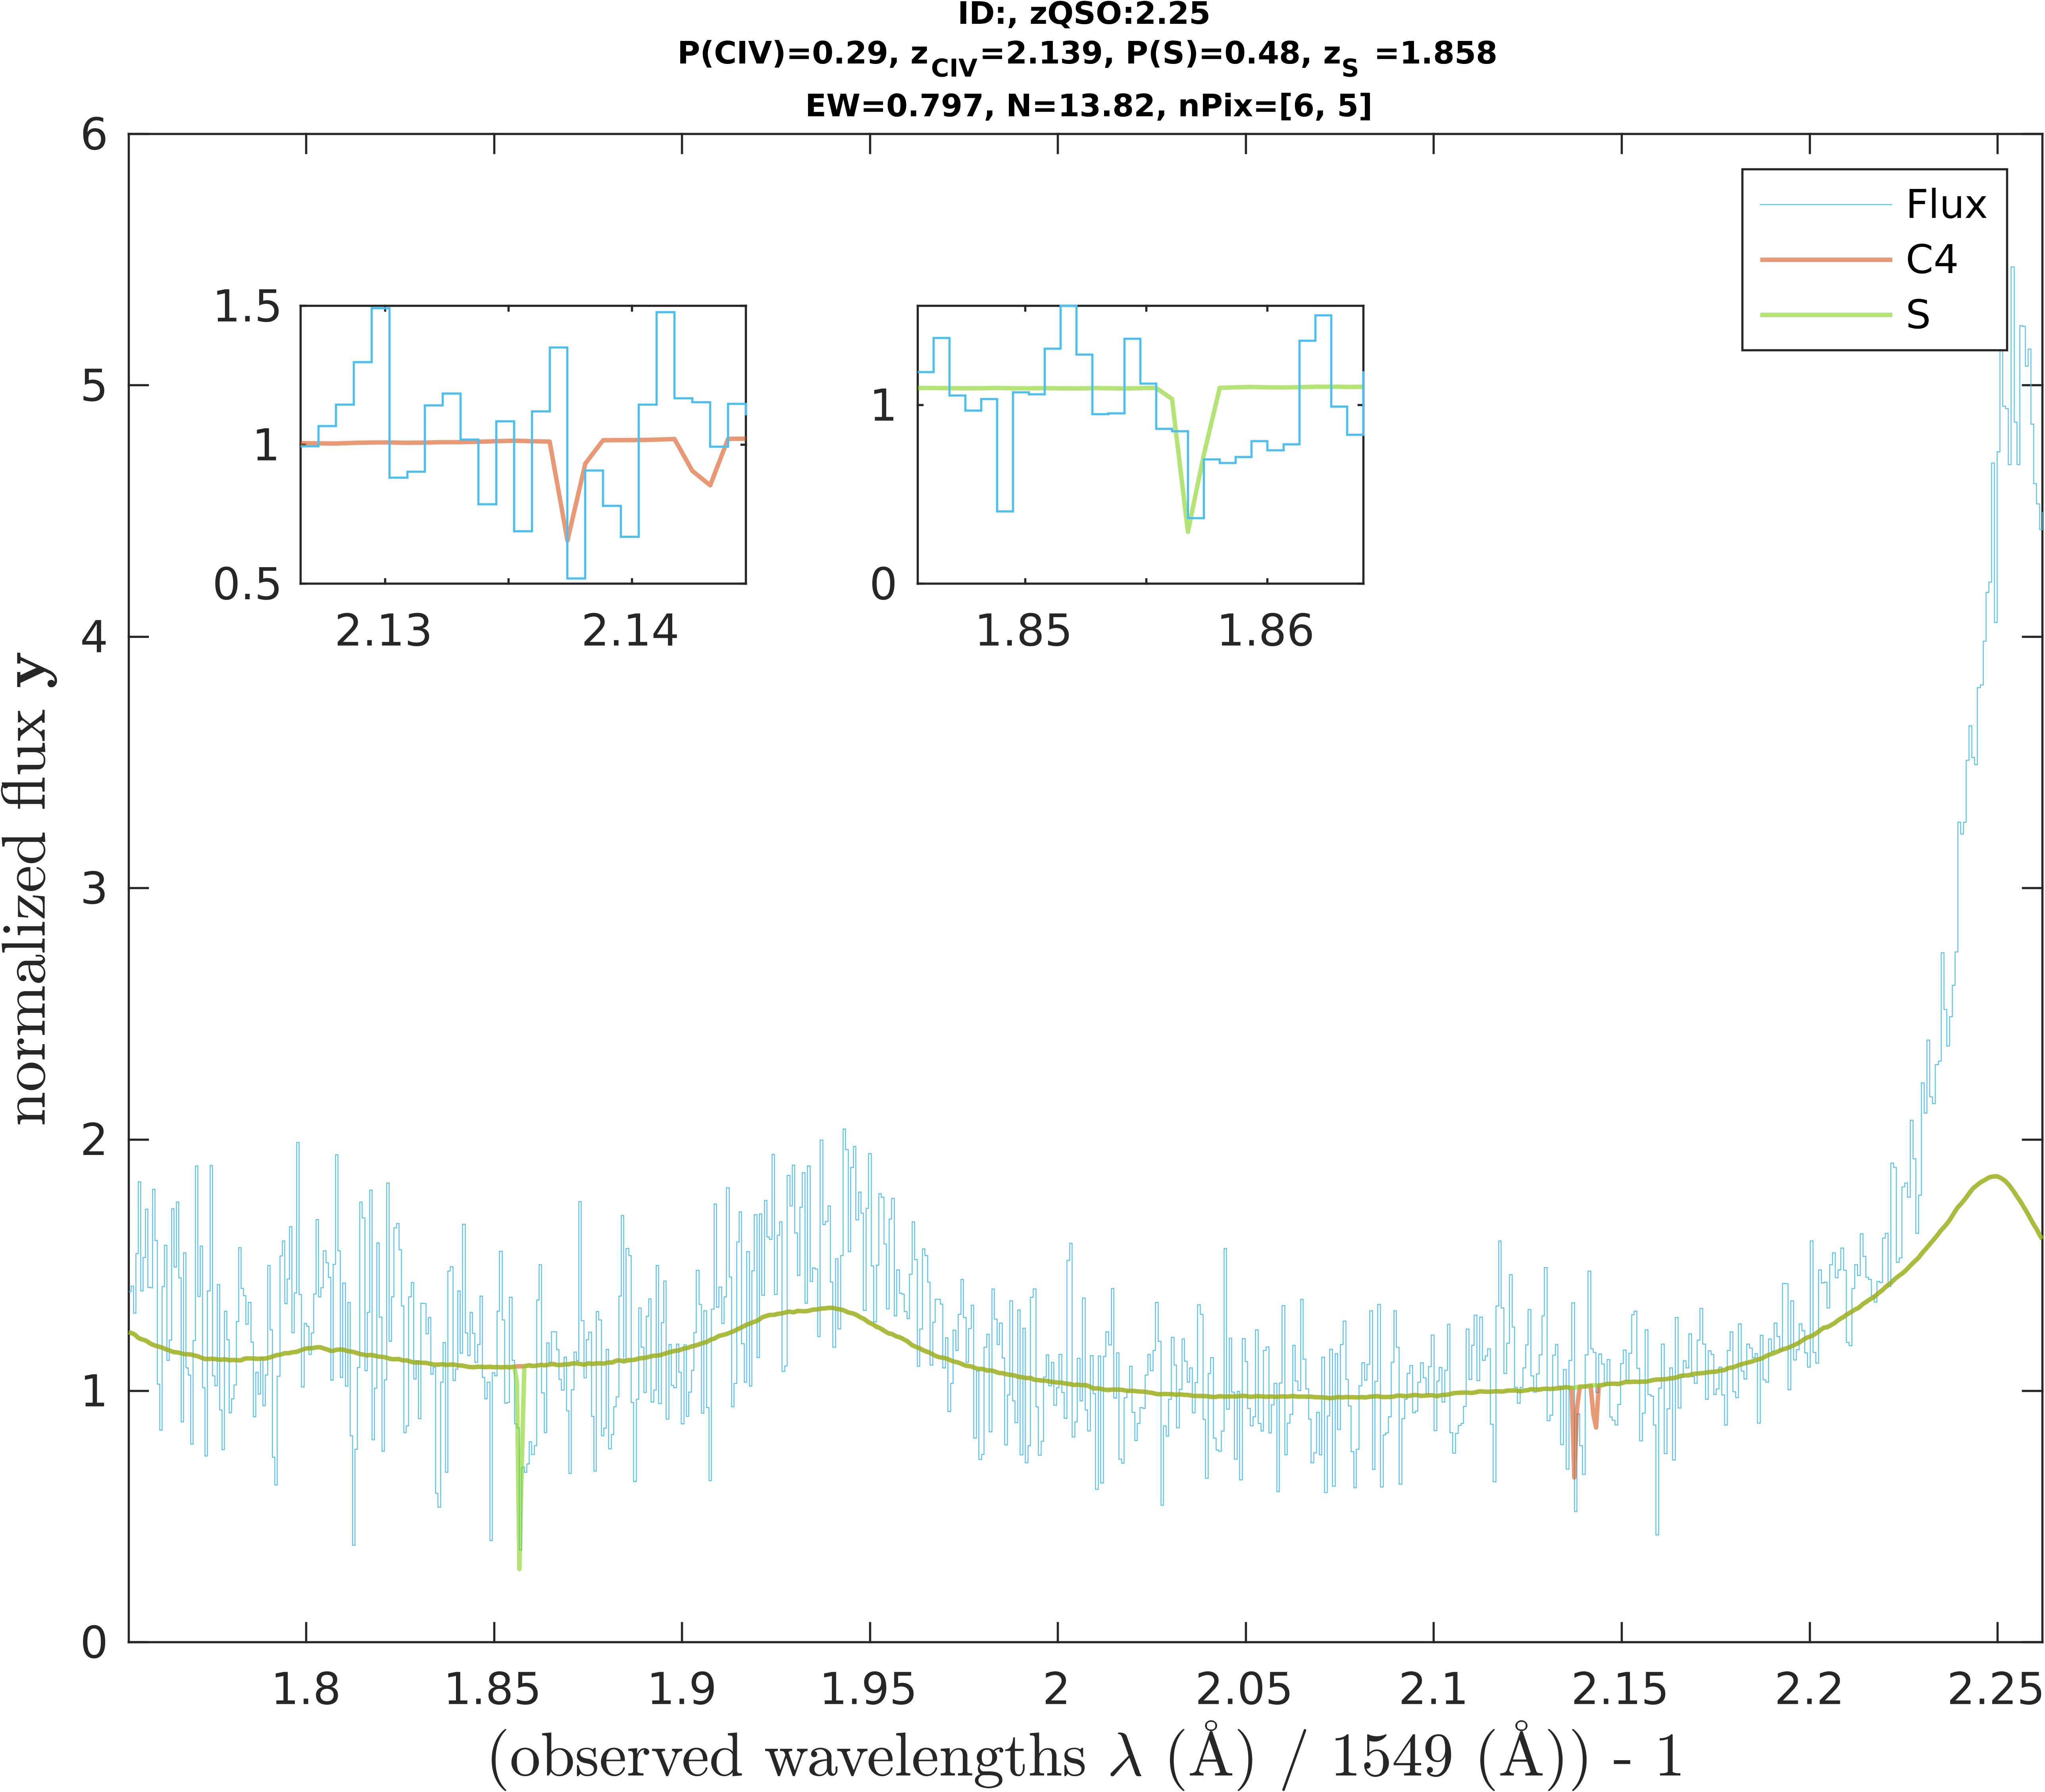 ID:, zQSO:2.25
P(CIV)=0.29, z_CIV=2.139, P(S)=0.48, z_S =1.858
EW=0.797, N=13.82, nPix=[6, 5]
6
5
4
3
2
1
0
normalized flux y
Flux
C4
S
1.5
1
0.5
2.13 2.14
1
0
1.85 1.86
1.8 1.85 1.9 1.95 2 2.05 2.1 2.15 2.2 2.25
(observed wavelengths λ (Å) / 1549 (Å)) - 1